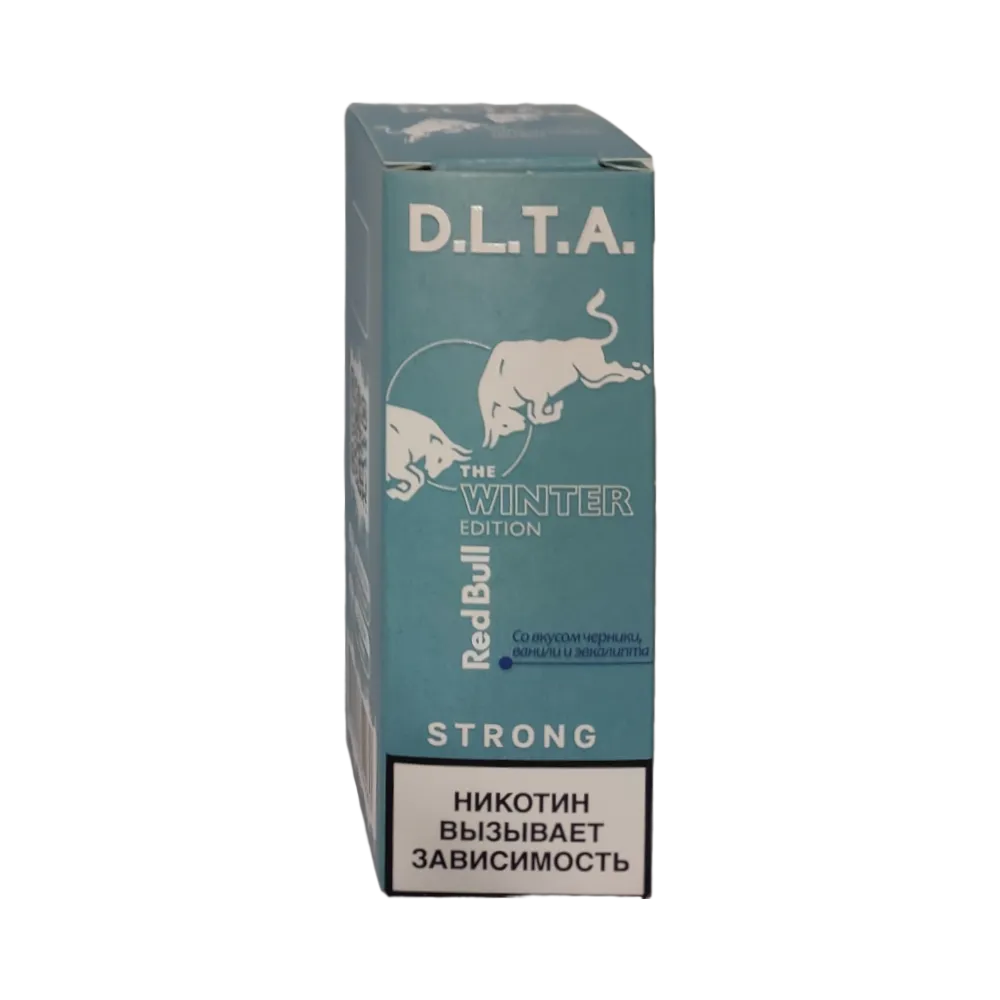 D.L.T.A.
THE
WINTER
EDITION
Red Bull
Со вкусом черники,
ванили и эвкалипта
STRONG
НИКОТИН
ВЫЗЫВАЕТ
ЗАВИСИМОСТЬ